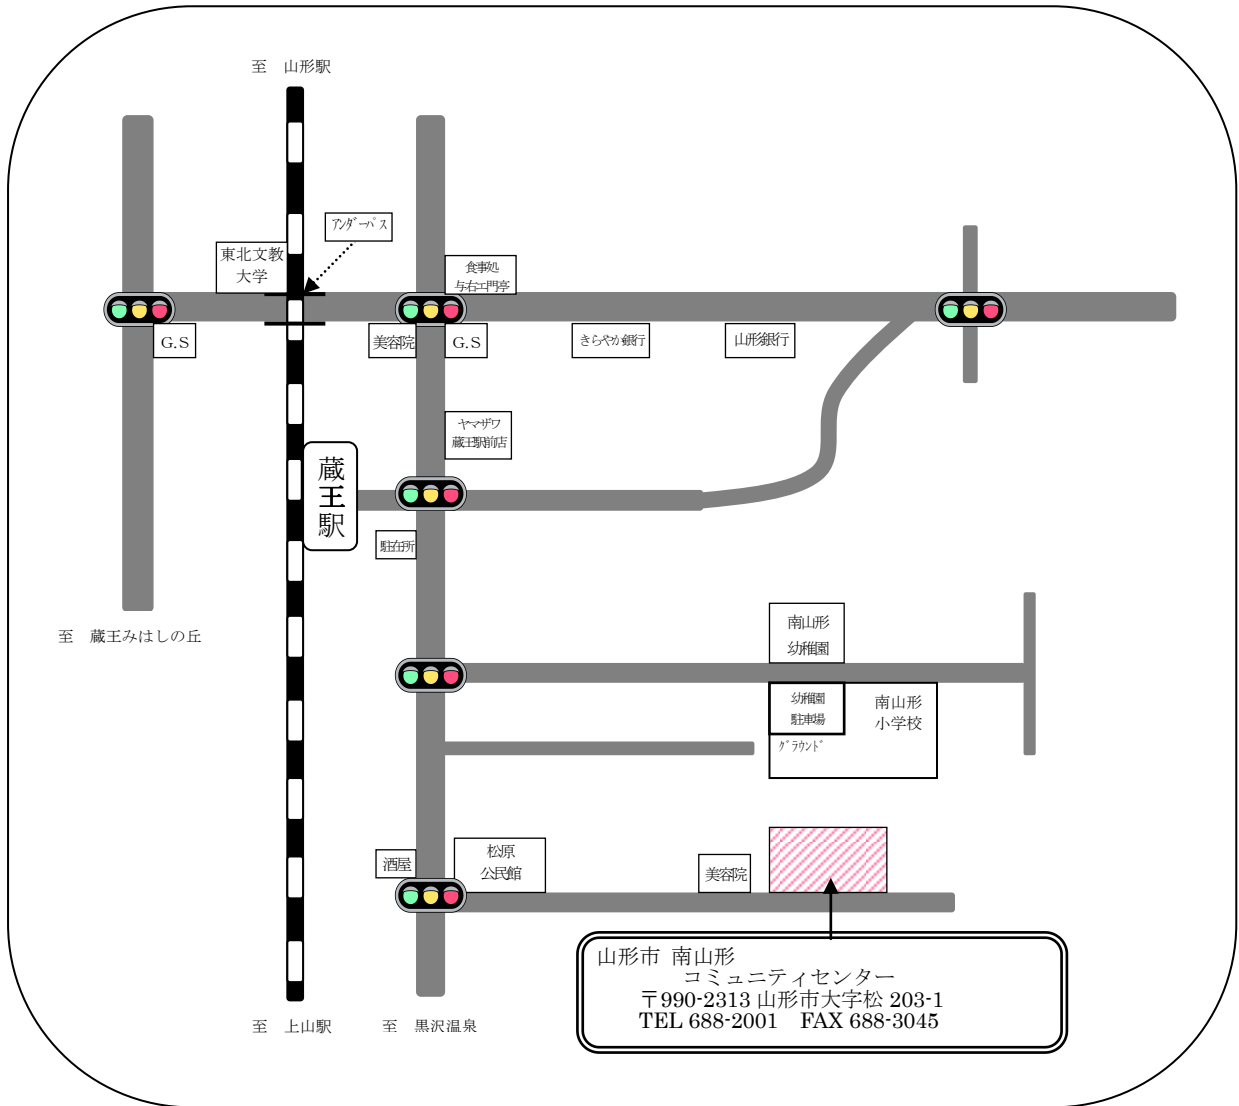 至　山形駅
ｱﾝﾀﾞｰﾊﾟｽ
東北文教
大学
食事処
与右エ門亭
G.S
美容院
G.S
きらやか銀行
山形銀行
ヤマザワ
蔵王駅前店
蔵王駅
駐在所
至　蔵王みはしの丘
南山形
幼稚園
幼稚園
駐車場
南山形
小学校
ｸﾞﾗｳﾝﾄﾞ
酒屋
松原
公民館
美容院
山形市 南山形
コミュニティセンター
〒990-2313 山形市大字松 203-1
TEL 688-2001　FAX 688-3045
至　上山駅
至　黒沢温泉